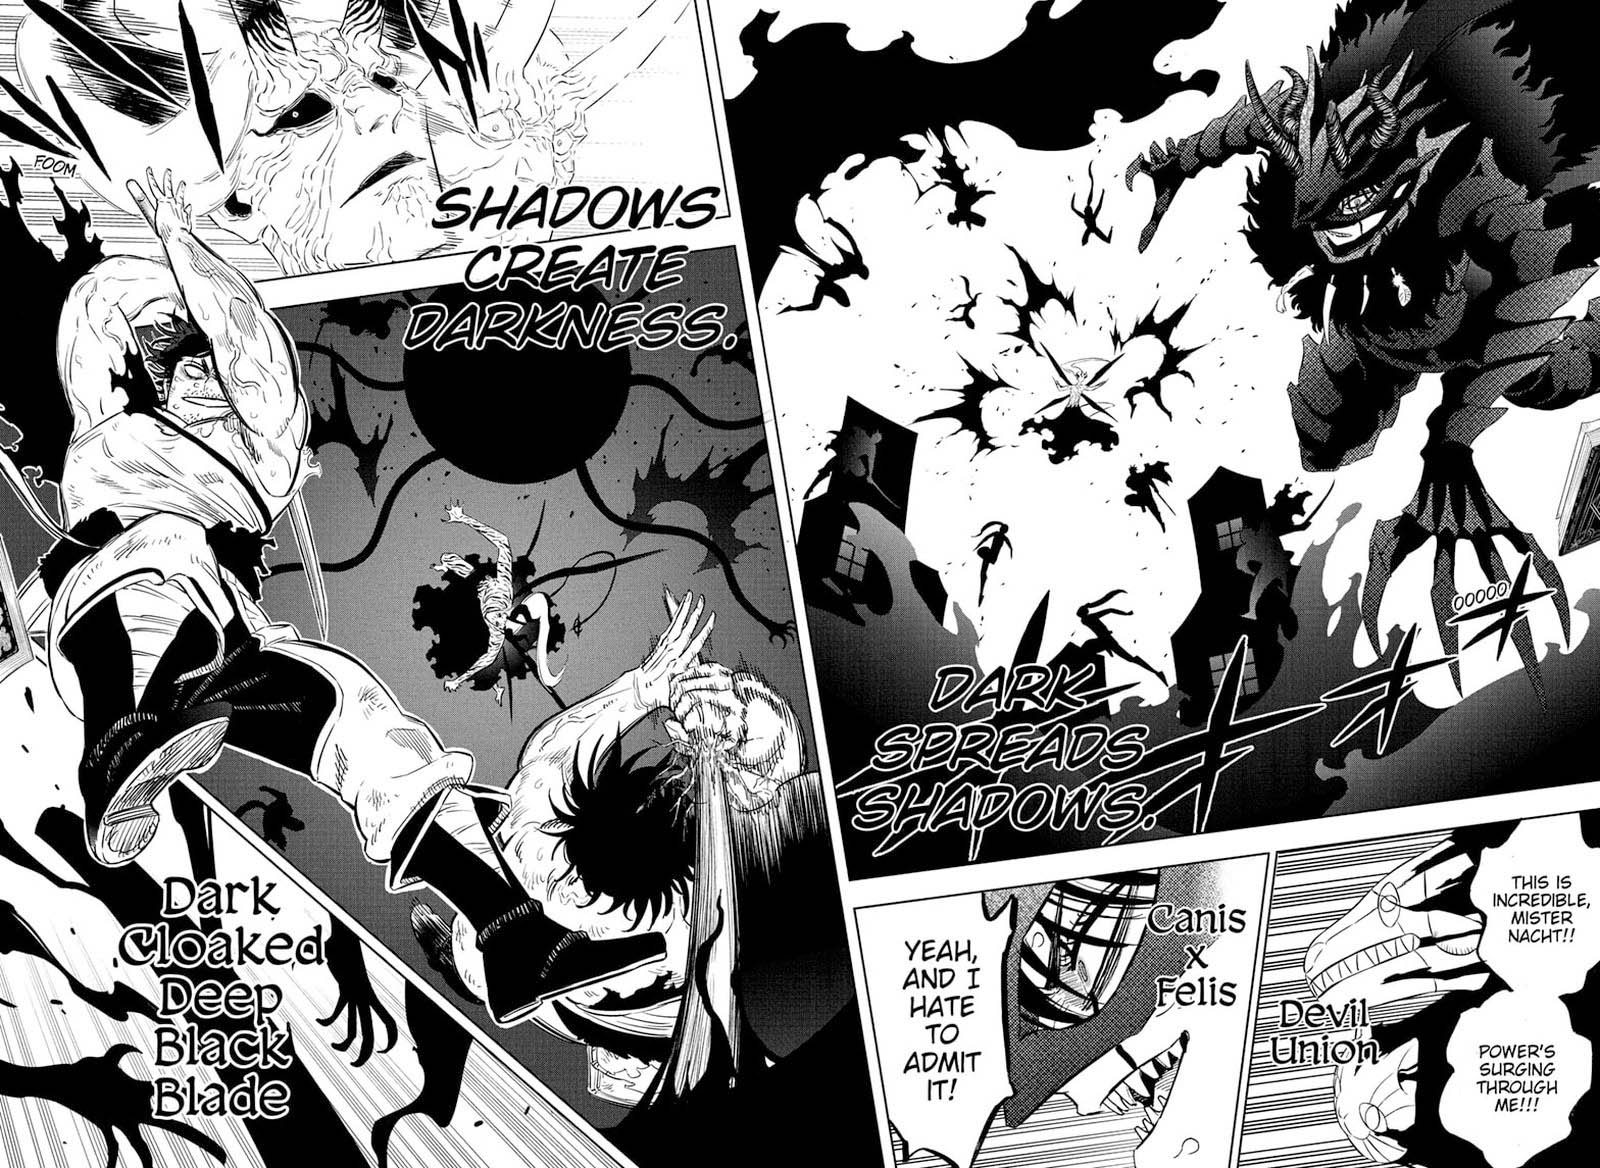 OOOOO
DARK
SPREADS
SHADOWS.
THIS IS
INCREDIBLE,
MISTER
NACHT!!
POWER'S
SURGING
THROUGH
ME!!!
Devil
Union
Canis
x
Felis
YEAH,
AND I
HATE
TO
ADMIT
IT!
SHADOWS
CREATE
DARKNESS.
FOOM
Dark
Cloaked
Deep
Black
Blade